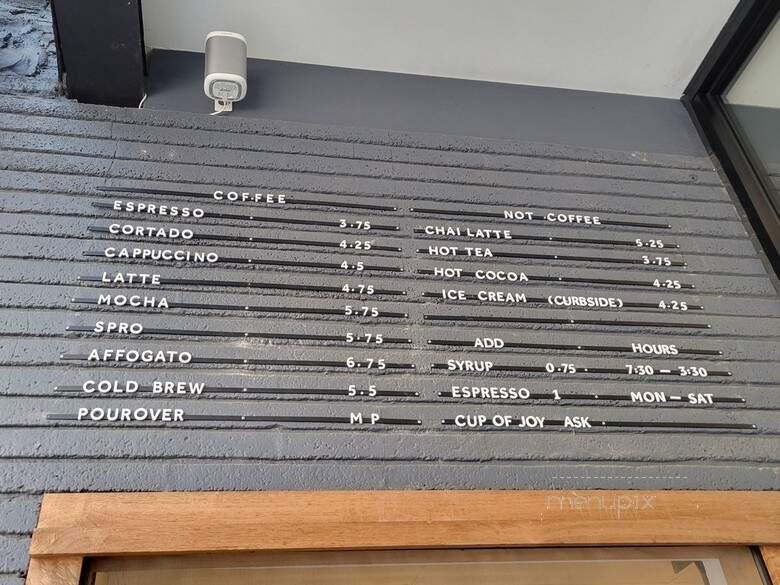 COFFEE
ESPRESSO 3.75
CORTADO 4.25
CAPPUCCINO 4.5
LATTE 4.75
MOCHA 5.75
SPRO 5.75
AFFOGATO 6.75
COLD BREW 5.5
POUROVER M P
NOT COFFEE
CHAI LATTE 5.25
HOT TEA 3.75
HOT COCOA 4.25
ICE CREAM (CURBSIDE) 4.25
ADD HOURS
SYRUP 0.75 7:30 — 3:30
ESPRESSO 1 MON — SAT
CUP OF JOY ASK
menupix